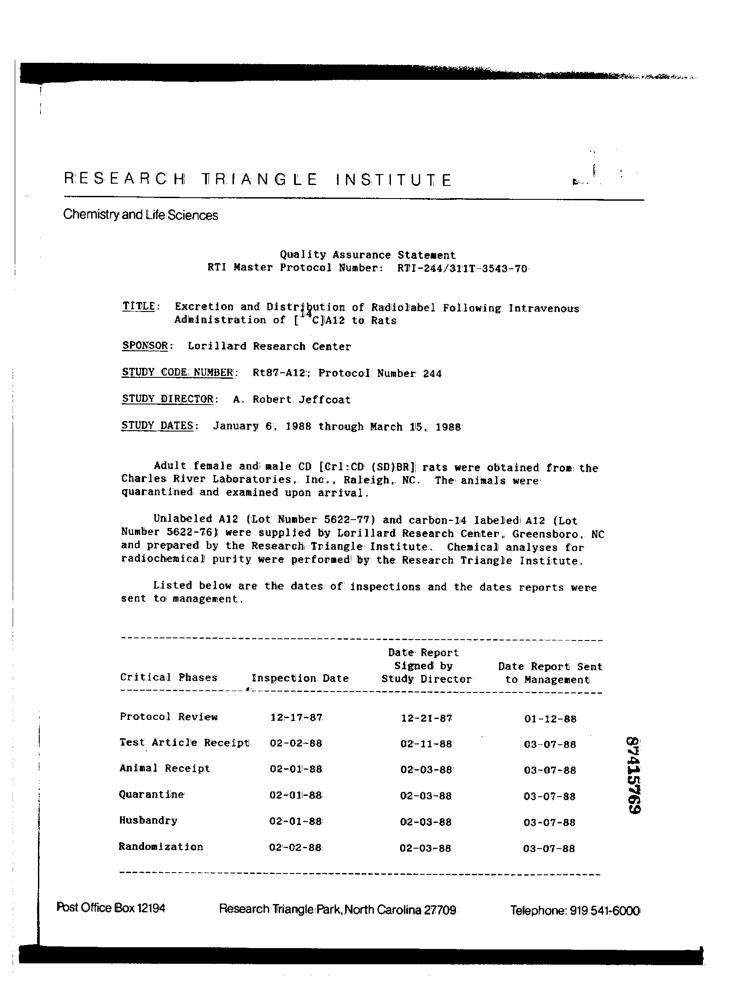 RESEARCH TRIANGLE INSTITUTE
Chemistry and Life Sciences
Quality Assurance Statement
RTI Master Protocol Number: RTI-244/311T-3543-70
TITLE: Excretion and Distribution of Radiolabel Following Intravenous
Administration of [14C]A12 to Rats
SPONSOR: Lorillard Research Center
STUDY CODE NUMBER: Rt87-A12; Protocol Number 244
STUDY DIRECTOR: A. Robert Jeffcoat
STUDY DATES: January 6, 1988 through March 15, 1988
Adult female and male CD [Crl:CD (SD)BR] rats were obtained from the
Charles River Laboratories, Inc., Raleigh, NC. The animals were
quarantined and examined upon arrival.
Unlabeled A12 (Lot Number 5622-77) and carbon-14 labeled A12 (Lot
Number 5622-76) were supplied by Lorillard Research Center, Greensboro, NC
and prepared by the Research Triangle Institute. Chemical analyses for
radiochemical purity were performed by the Research Triangle Institute.
Listed below are the dates of inspections and the dates reports were
sent to management.
Date Report
Signed by Date Report Sent
Critical Phases Inspection Date Study Director to Management
Protocol Review 12-17-87 12-21-87 01-12-88
Test Article Receipt 02-02-88 02-11-88 03-07-88
Animal Receipt 02-01-88 02-03-88 03-07-88
Quarantine 02-01-88 02-03-88 03-07-88
Husbandry 02-01-88 02-03-88 03-07-88
Randomization 02-02-88 02-03-88 03-07-88
87415769
Post Office Box 12194 Research Triangle Park, North Carolina 27709 Telephone: 919 541-6000